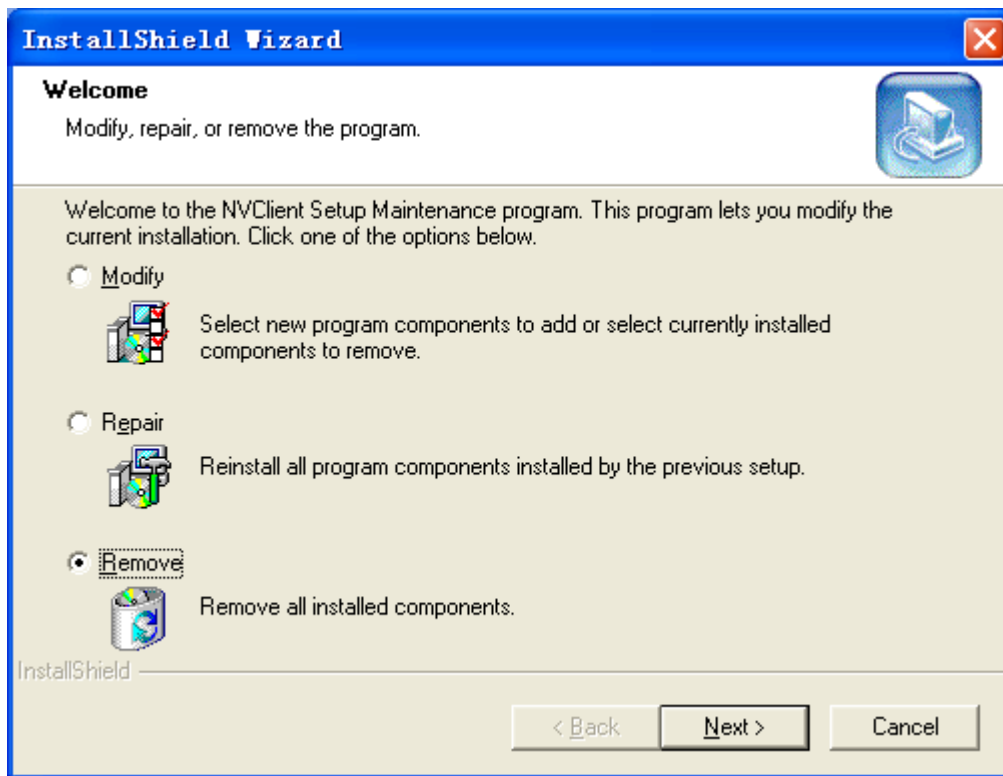 InstallShield Wizard
Welcome
Modify, repair, or remove the program.
Welcome to the NVClient Setup Maintenance program. This program lets you modify the
current installation. Click one of the options below.
Modify
Select new program components to add or select currently installed
components to remove.
Repair
Reinstall all program components installed by the previous setup.
Remove
Remove all installed components.
InstallShield
< Back
Next >
Cancel